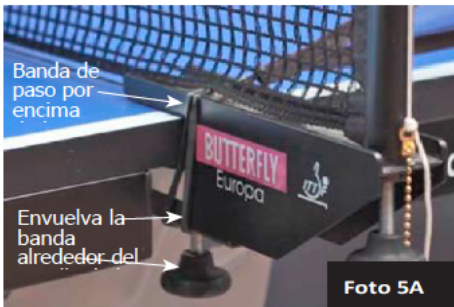 Banda de
paso por
encima
BUTTERFLY
Europa
Envuelva la
banda
alrededor del
Foto 5A